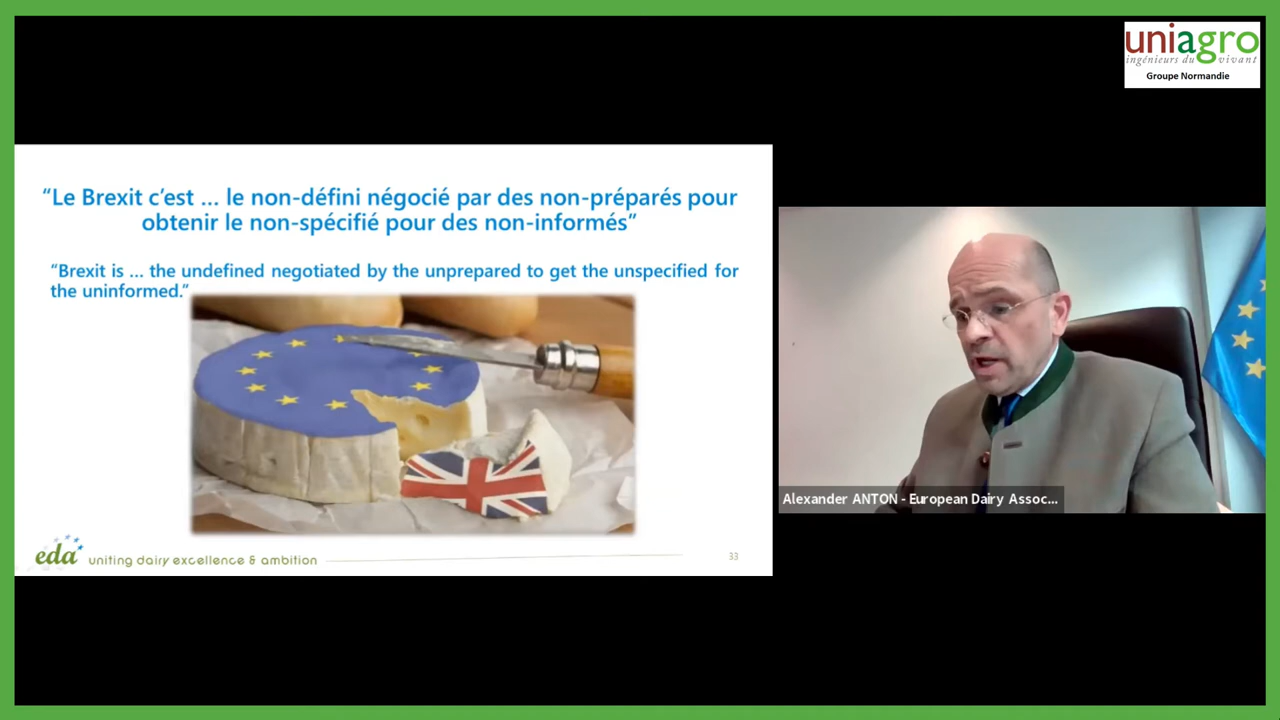 uniagro
ingénieurs du vivant
Groupe Normandie
“Le Brexit c’est ... le non-défini négocié par des non-préparés pour
obtenir le non-spécifié pour des non-informés”
“Brexit is ... the undefined negotiated by the unprepared to get the unspecified for
the uninformed.”
eda uniting dairy excellence & ambition
33
Alexander ANTON - European Dairy Assoc...